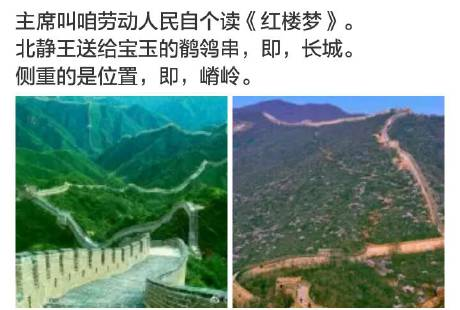 主席叫咱劳动人民自个读《红楼梦》。
北静王送给宝玉的鹡鸰串，即，长城。
侧重的是位置，即，嵴岭。